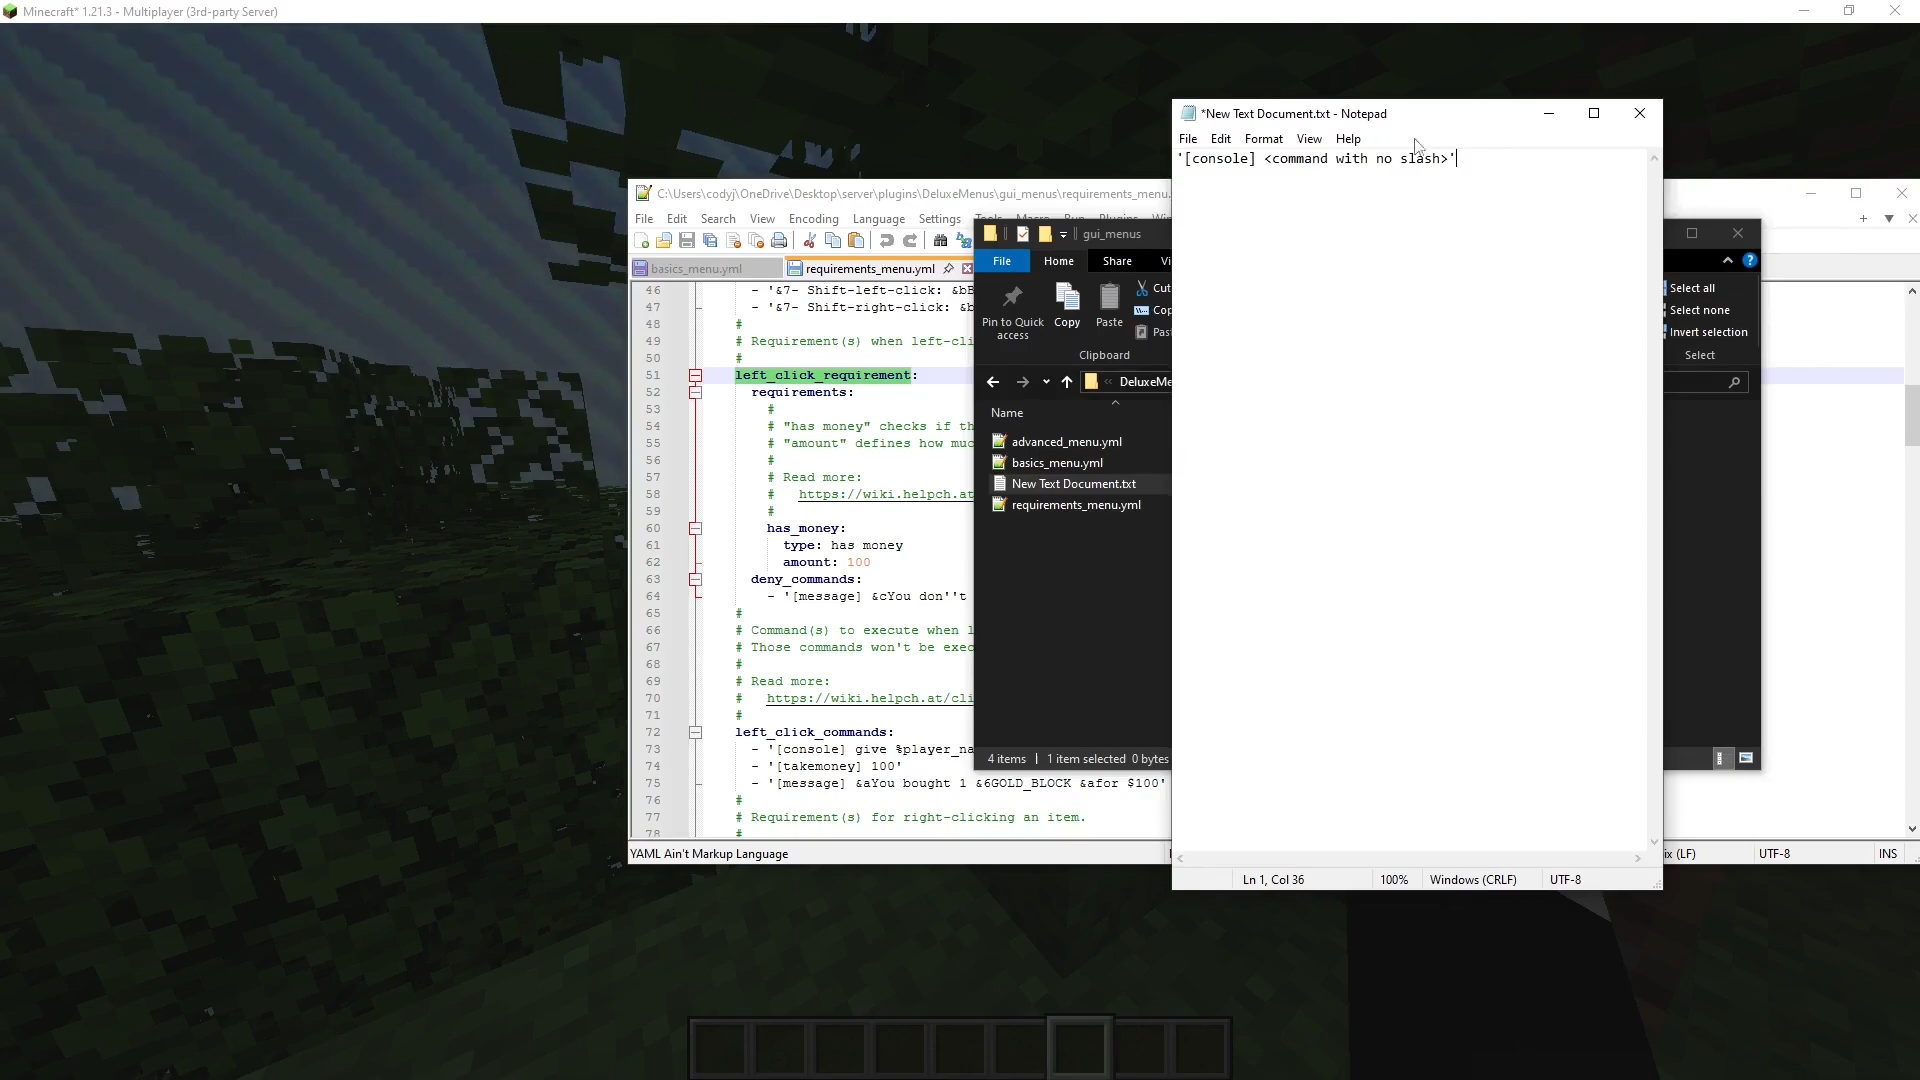 Minecraft* 1.21.3 - Multiplayer (3rd-party Server)
*New Text Document.txt - Notepad
File Edit Format View Help
'[console] <command with no slash>'
Ln 1, Col 36 100% Windows (CRLF) UTF-8
C:\Users\codyj\OneDrive\Desktop\server\plugins\DeluxeMenus\gui_menus\requirements_menu.
File Edit Search View Encoding Language Settings Tools Macro Run Plugins
basics_menu.yml requirements_menu.yml
46 - '&7- Shift-left-click: &b
47 - '&7- Shift-right-click: &b
48 #
49 # Requirement(s) when left-cli
50 #
51 left_click_requirement:
52 requirements:
53 #
54 # "has money" checks if th
55 # "amount" defines how muc
56 #
57 # Read more:
58 # https://wiki.helpch.at
59 #
60 has_money:
61 type: has money
62 amount: 100
63 deny_commands:
64 - '[message] &cYou don''t
65 #
66 # Command(s) to execute when l
67 # Those commands won't be exec
68 #
69 # Read more:
70 # https://wiki.helpch.at/cli
71 #
72 left_click_commands:
73 - '[console] give %player_na
74 - '[takemoney] 100'
75 - '[message] &aYou bought 1 &6GOLD_BLOCK &afor $100'
76 #
77 # Requirement(s) for right-clicking an item.
78 #
YAML Ain't Markup Language
ix (LF) UTF-8 INS
gui_menus
File Home Share Vi
Pin to Quick access
Copy
Paste
Cut
Cop
Past
Clipboard
Select all
Select none
Invert selection
Select
DeluxeMe
Name
advanced_menu.yml
basics_menu.yml
New Text Document.txt
requirements_menu.yml
4 items 1 item selected 0 bytes